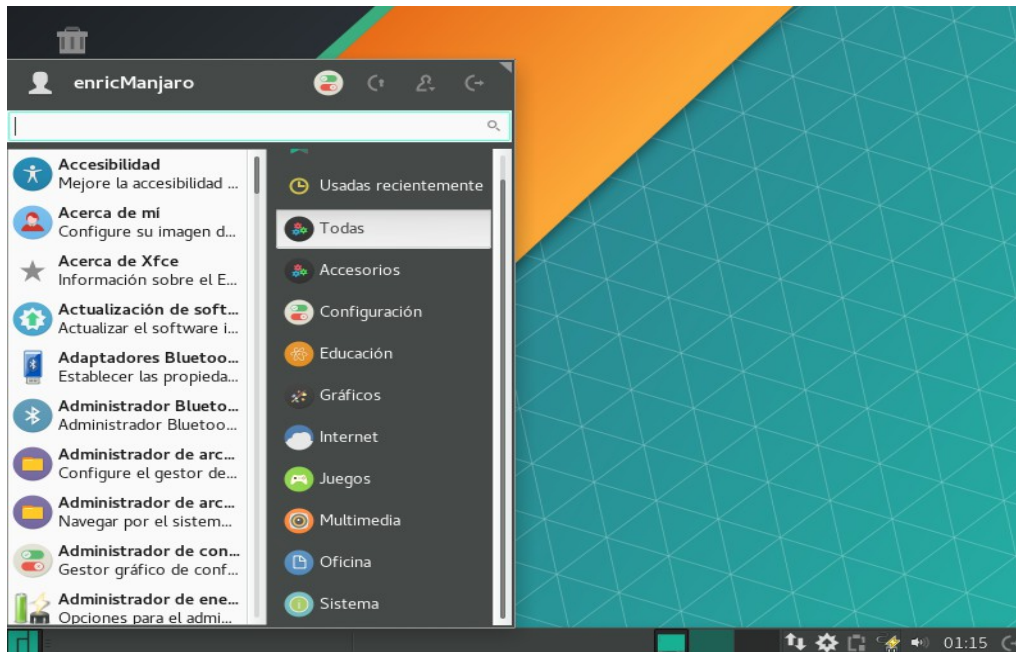 enricManjaro
Accesibilidad
Mejore la accesibilidad ...
Acerca de mí
Configure su imagen d...
Acerca de Xfce
Información sobre el E...
Actualización de soft...
Actualizar el software i...
Adaptadores Bluetoo...
Establecer las propieda...
Administrador Blueto...
Administrador Bluetoo...
Administrador de arc...
Configure el gestor de...
Administrador de arc...
Navegar por el sistem...
Administrador de con...
Gestor gráfico de conf...
Administrador de ene...
Opciones para el admi...
Usadas recientemente
Todas
Accesorios
Configuración
Educación
Gráficos
Internet
Juegos
Multimedia
Oficina
Sistema
01:15